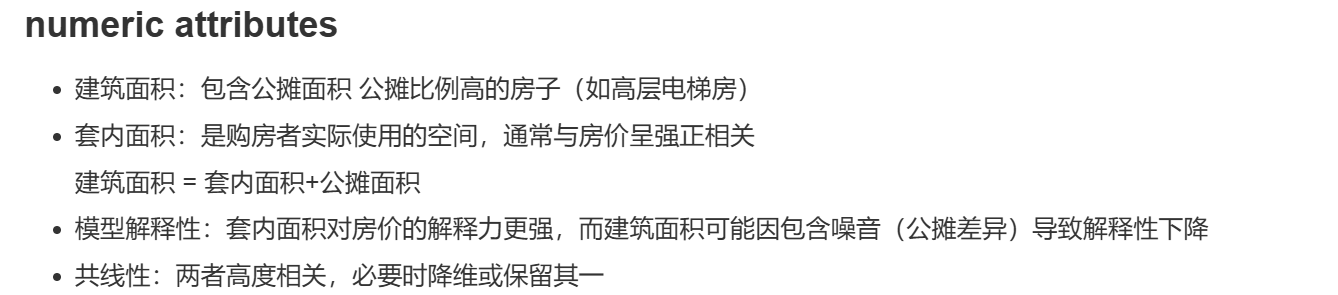 numeric attributes
建筑面积：包含公摊面积 公摊比例高的房子（如高层电梯房）
套内面积：是购房者实际使用的空间，通常与房价呈强正相关
建筑面积 = 套内面积+公摊面积
模型解释性：套内面积对房价的解释力更强，而建筑面积可能因包含噪音（公摊差异）导致解释性下降
共线性：两者高度相关，必要时降维或保留其一